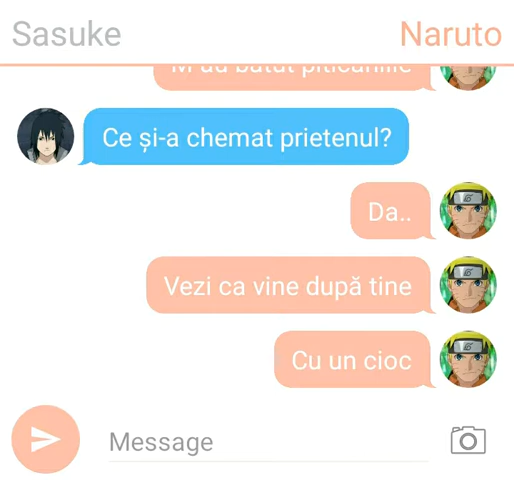 Sasuke
Naruto
M-au bătut piticaniile
Ce și-a chemat prietenul?
Da..
Vezi ca vine după tine
Cu un cioc
Message